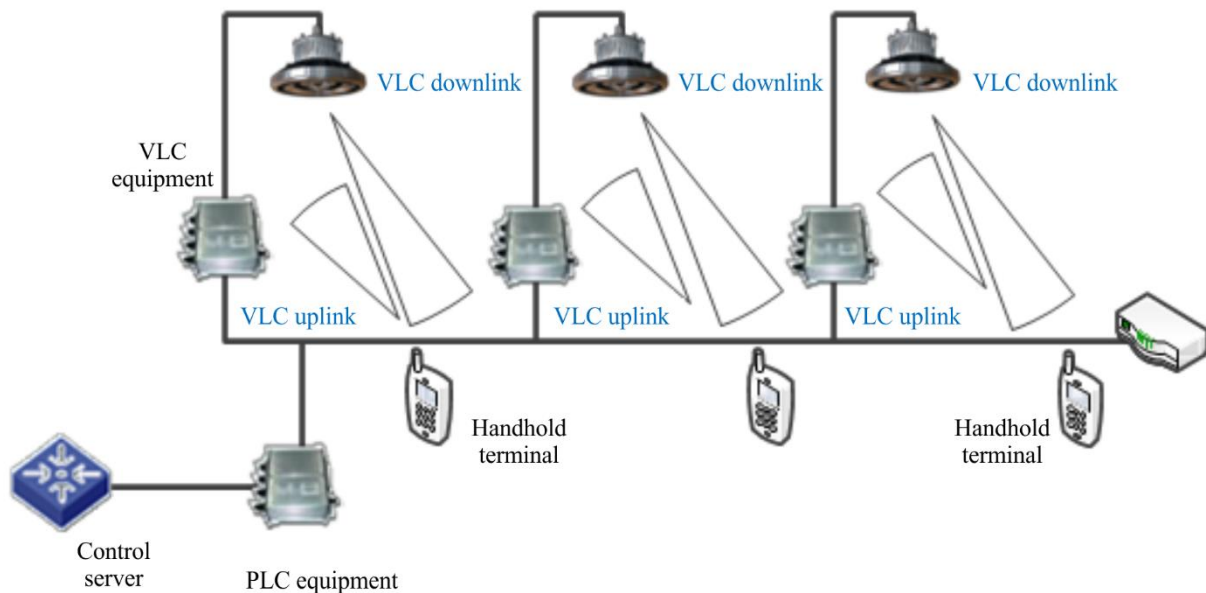 VLC downlink
VLC downlink
VLC downlink
VLC
equipment
VLC uplink
VLC uplink
VLC uplink
Handhold
terminal
Handhold
terminal
Control
server
PLC equipment